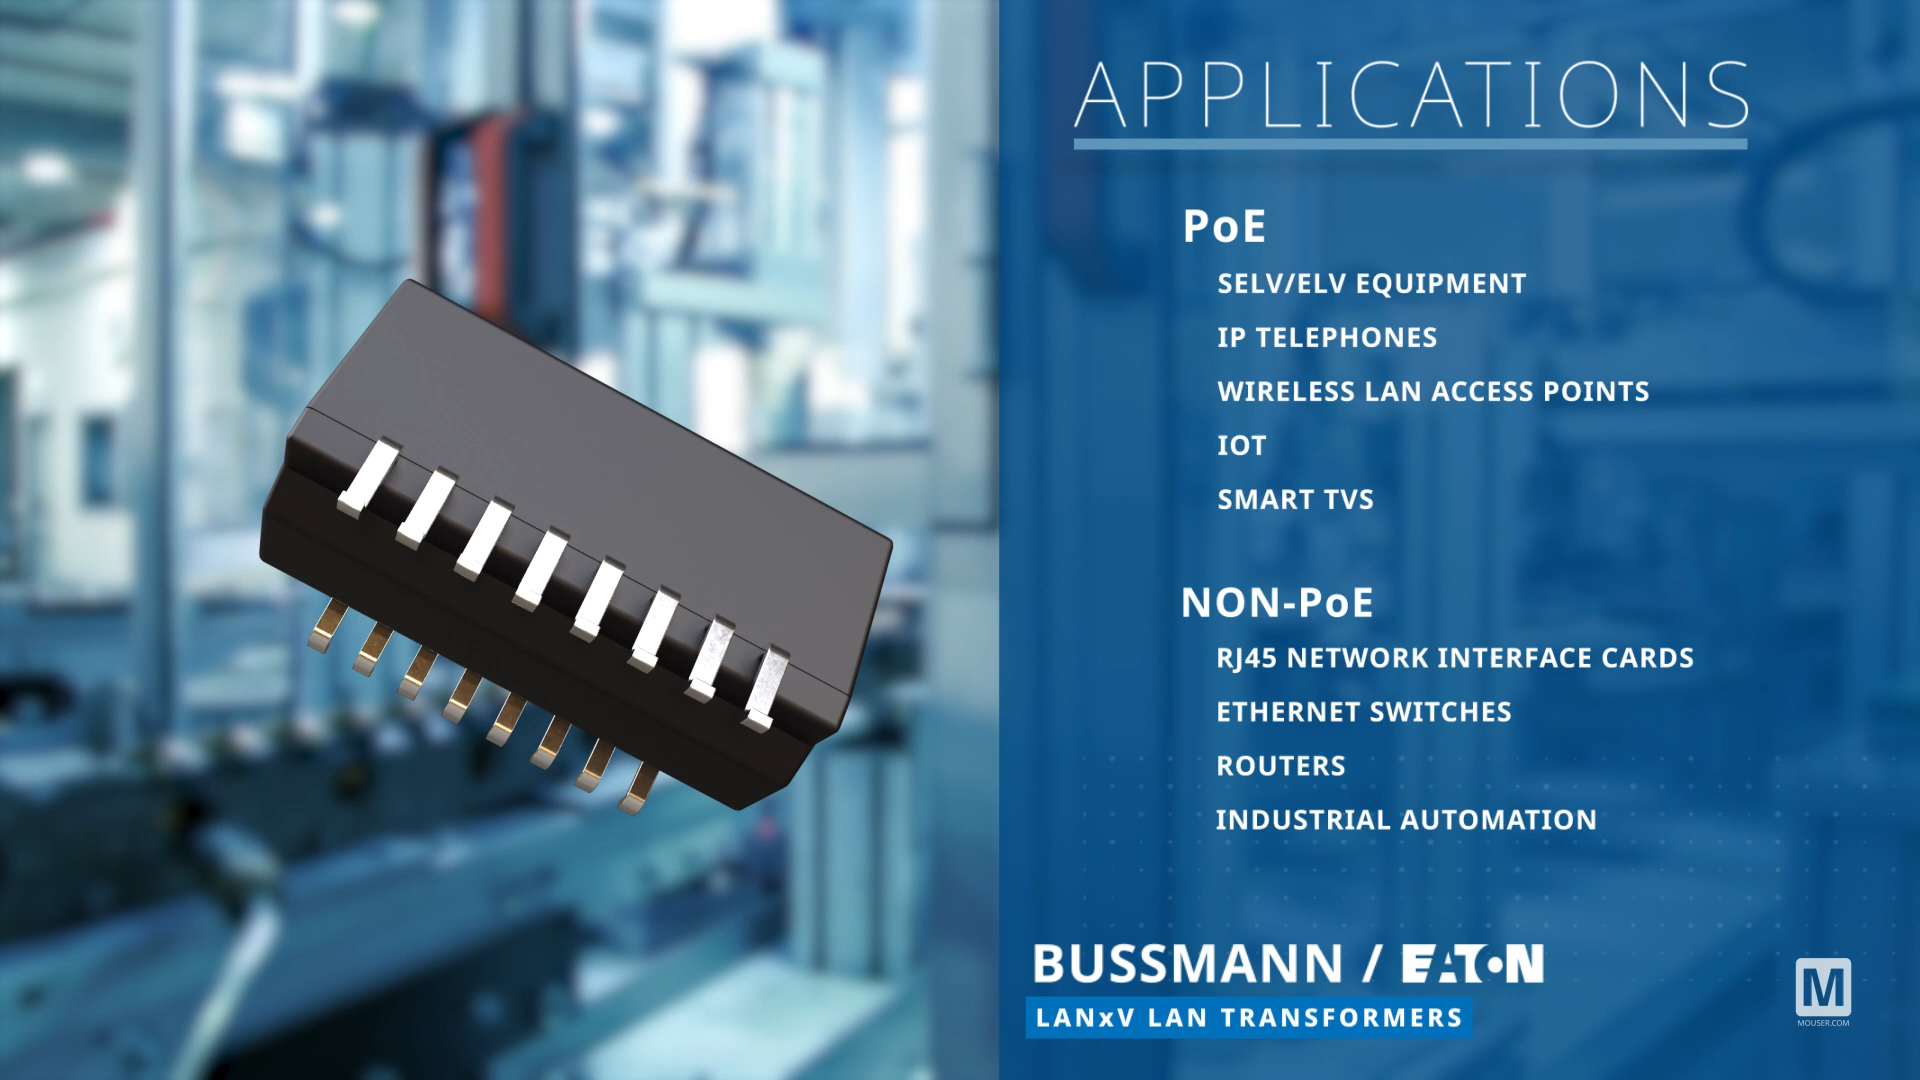 APPLICATIONS
PoE
SELV/ELV EQUIPMENT
IP TELEPHONES
WIRELESS LAN ACCESS POINTS
IOT
SMART TVS
NON-PoE
RJ45 NETWORK INTERFACE CARDS
ETHERNET SWITCHES
ROUTERS
INDUSTRIAL AUTOMATION
BUSSMANN / EATON
LANxV LAN TRANSFORMERS
M
MOUSER.COM